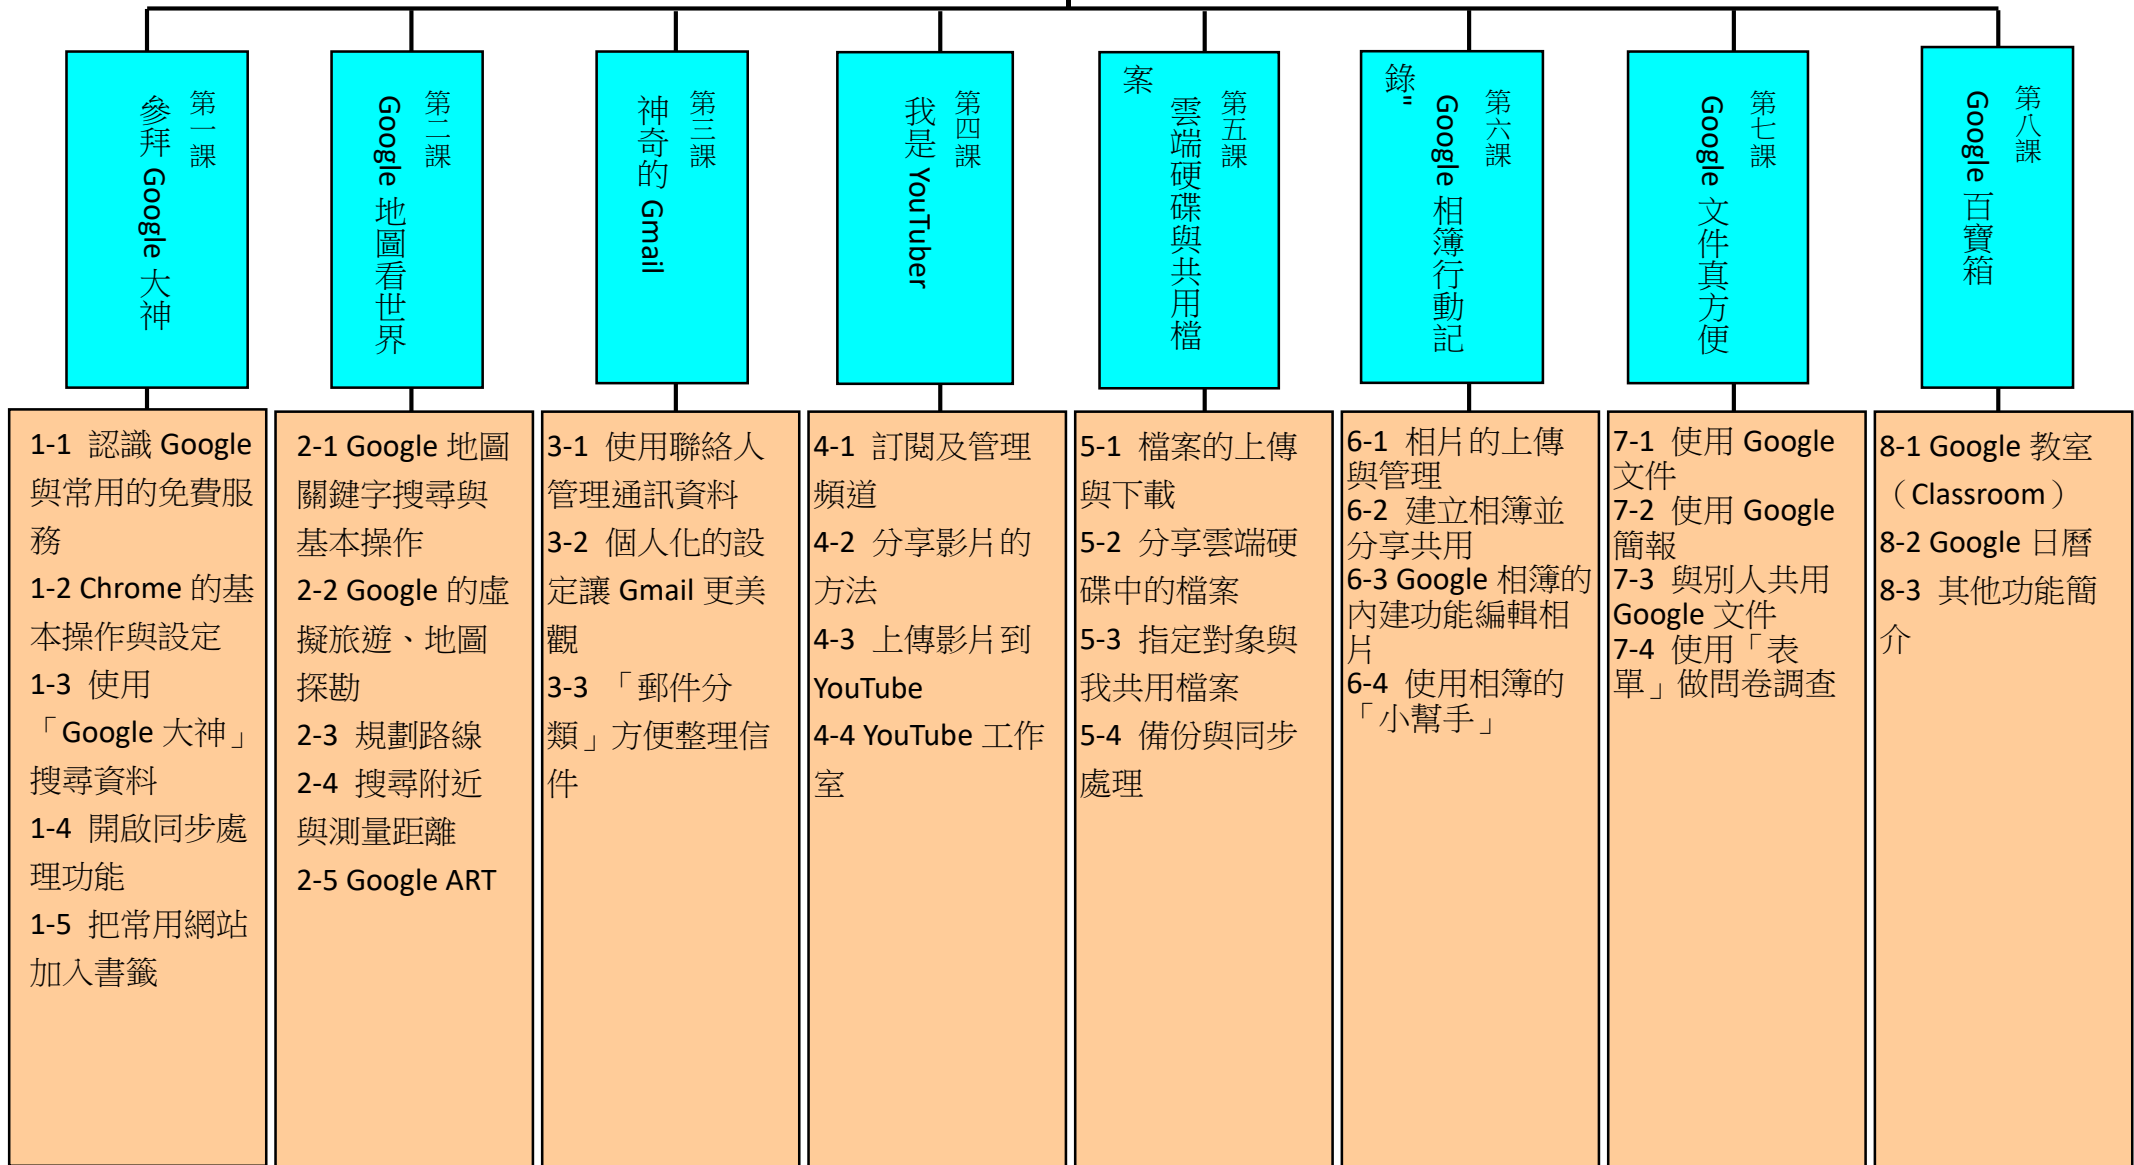 第一課
參拜 Google 大神
第二課
Google 地圖看世界
第三課
神奇的 Gmail
第四課
我是 YouTuber
第五課
雲端硬碟與共用檔
案
第六課
Google 相簿行動記
錄"
第七課
Google 文件真方便
第八課
Google 百寶箱
1-1 認識 Google
與常用的免費服
務
1-2 Chrome 的基
本操作與設定
1-3 使用
「Google 大神」
搜尋資料
1-4 開啟同步處
理功能
1-5 把常用網站
加入書籤
2-1 Google 地圖
關鍵字搜尋與
基本操作
2-2 Google 的虛
擬旅遊、地圖
探勘
2-3 規劃路線
2-4 搜尋附近
與測量距離
2-5 Google ART
3-1 使用聯絡人
管理通訊資料
3-2 個人化的設
定讓 Gmail 更美
觀
3-3 「郵件分
類」方便整理信
件
4-1 訂閱及管理
頻道
4-2 分享影片的
方法
4-3 上傳影片到
YouTube
4-4 YouTube 工作
室
5-1 檔案的上傳
與下載
5-2 分享雲端硬
碟中的檔案
5-3 指定對象與
我共用檔案
5-4 備份與同步
處理
6-1 相片的上傳
與管理
6-2 建立相簿並
分享共用
6-3 Google 相簿的
內建功能編輯相
片
6-4 使用相簿的
「小幫手」
7-1 使用 Google
文件
7-2 使用 Google
簡報
7-3 與別人共用
Google 文件
7-4 使用「表
單」做問卷調查
8-1 Google 教室
（Classroom）
8-2 Google 日曆
8-3 其他功能簡
介